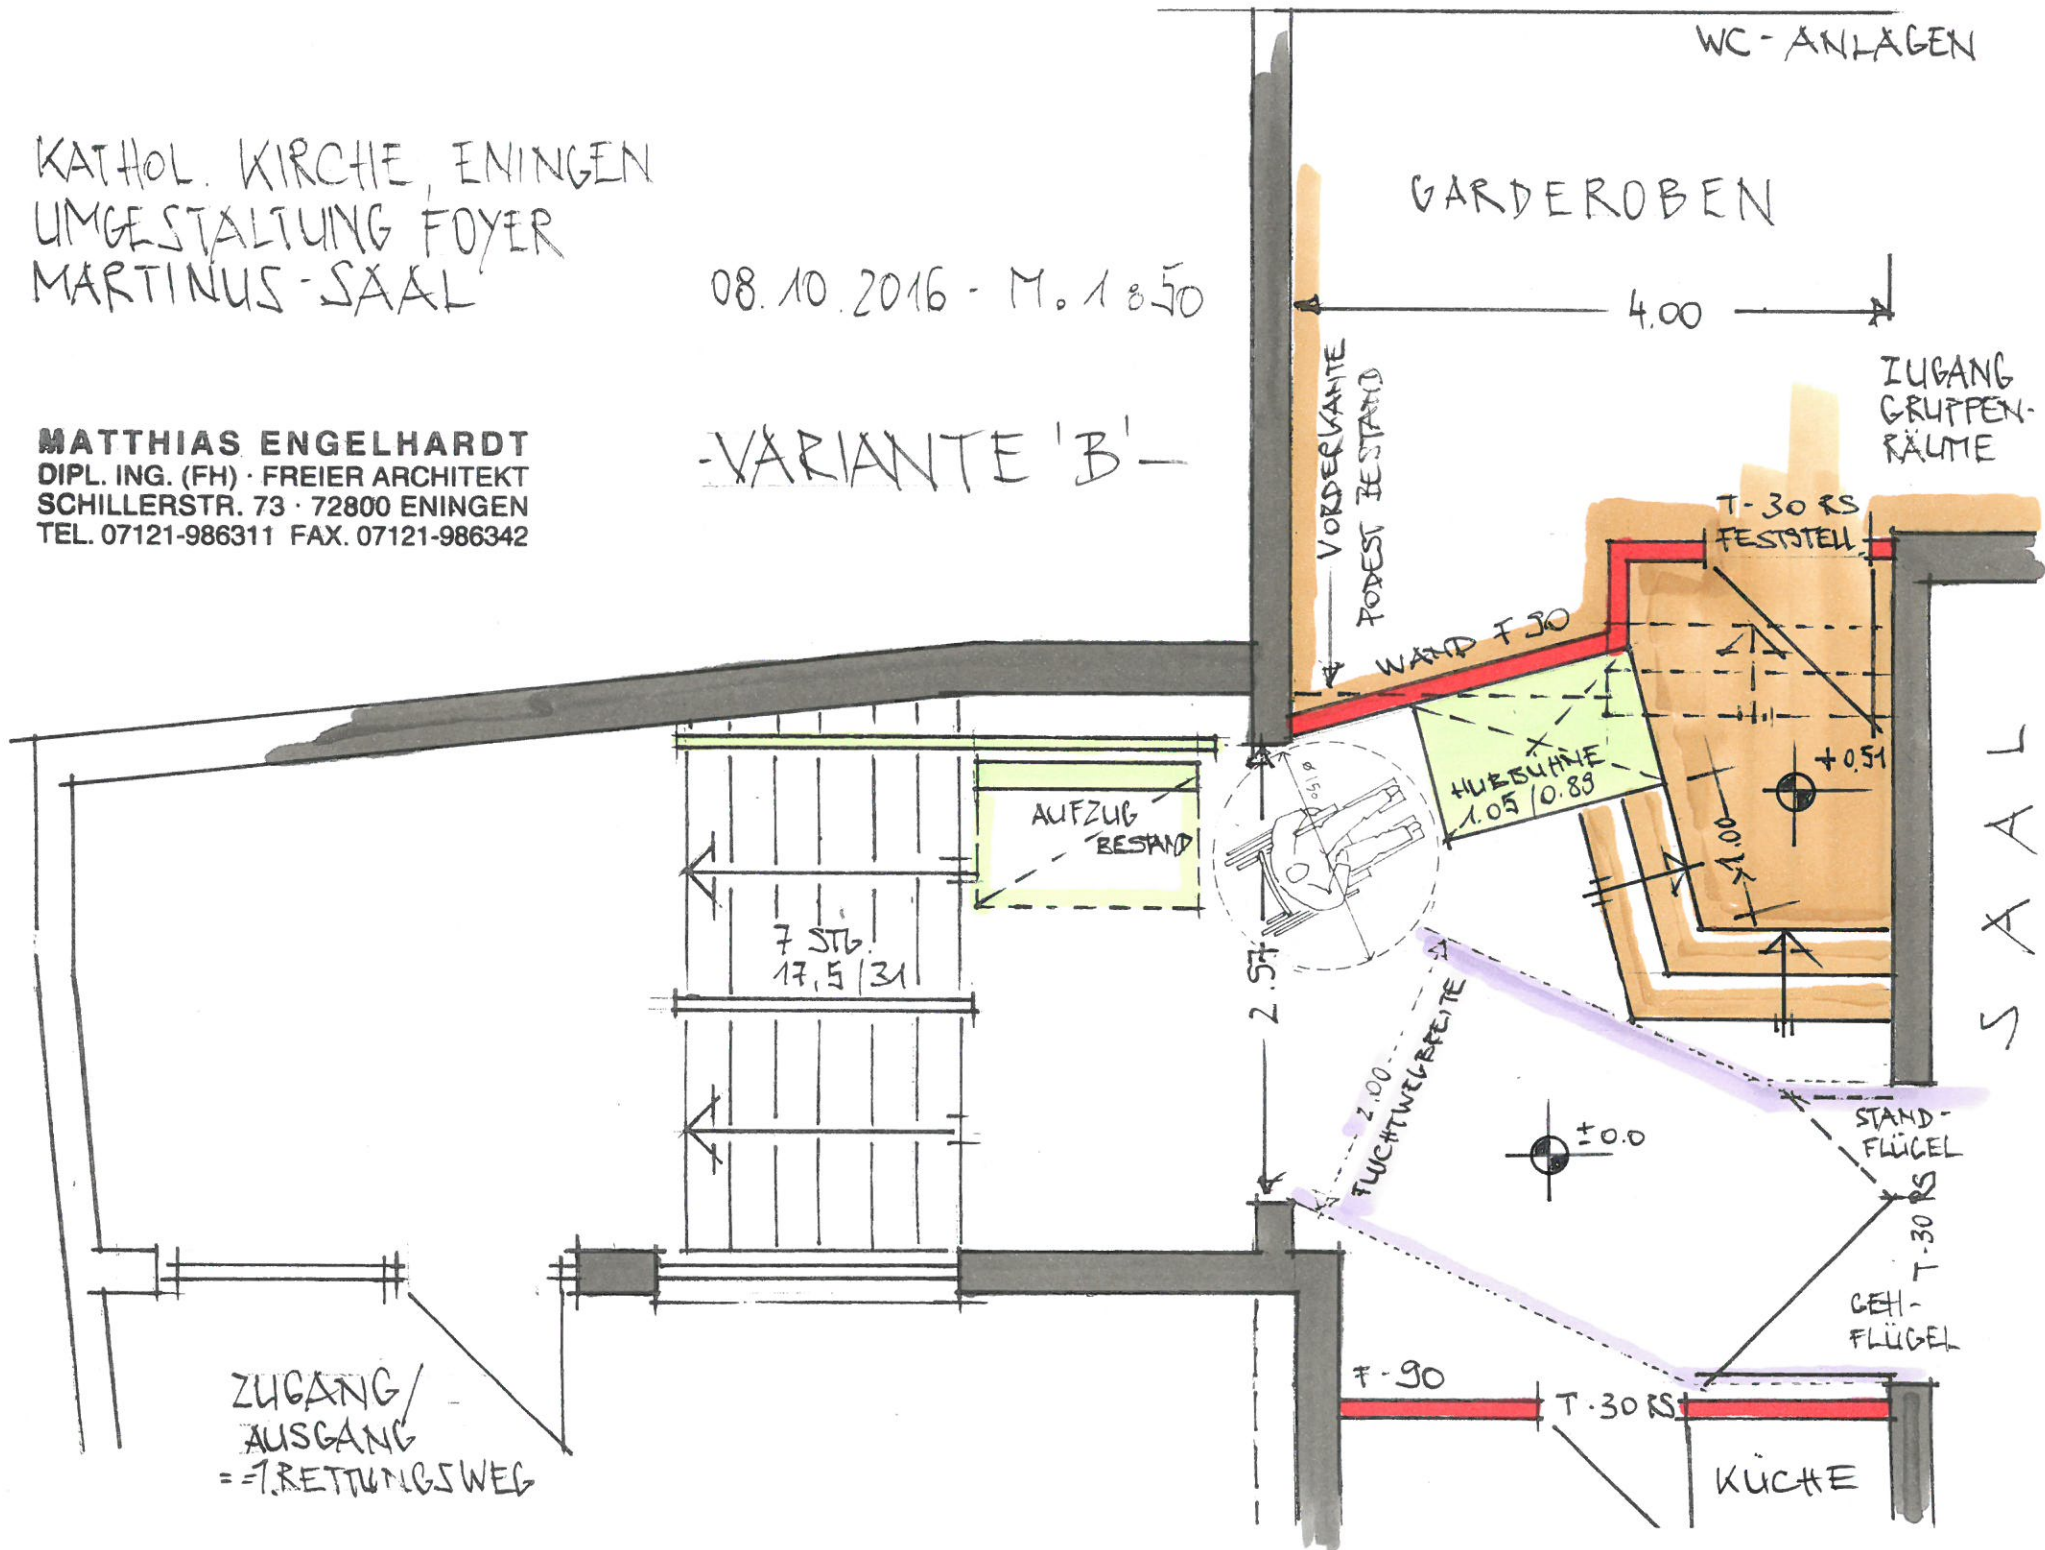 WC - ANLAGEN
KATHOL. KIRCHE, ENINGEN
UMGESTALTUNG FOYER
MARTINUS - SAAL
08.10.2016 - M. 1:50
GARDEROBEN
4.00
MATTHIAS ENGELHARDT
DIPL. ING. (FH) · FREIER ARCHITEKT
SCHILLERSTR. 73 · 72800 ENINGEN
TEL. 07121-986311 FAX. 07121-986342
- VARIANTE 'B' -
VORDERKANTE
PODEST BESTAND
ZUGANG
GRUPPEN-
RÄUME
T-30 RS
FESTSTELL.
WAND F 90
HUBBÜHNE
1.05/0.89
+0,51
1.00
Ø 150
AUFZUG
BESTAND
7 STG.
17,5/31
2.57
SAAL
2.00
FLUCHTWEGBREITE
±0.0
STAND-
FLÜGEL
T-30 RS
GEH-
FLÜGEL
F-90
T-30 RS
KÜCHE
ZUGANG/
AUSGANG
= 1. RETTUNGSWEG